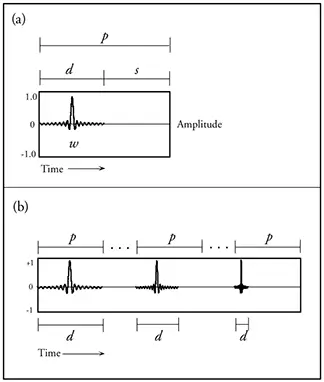 (a)
p
d s
1.0
0 Amplitude
-1.0
w
Time
(b)
p . . . p . . . p
+1
0
-1
d d d
Time